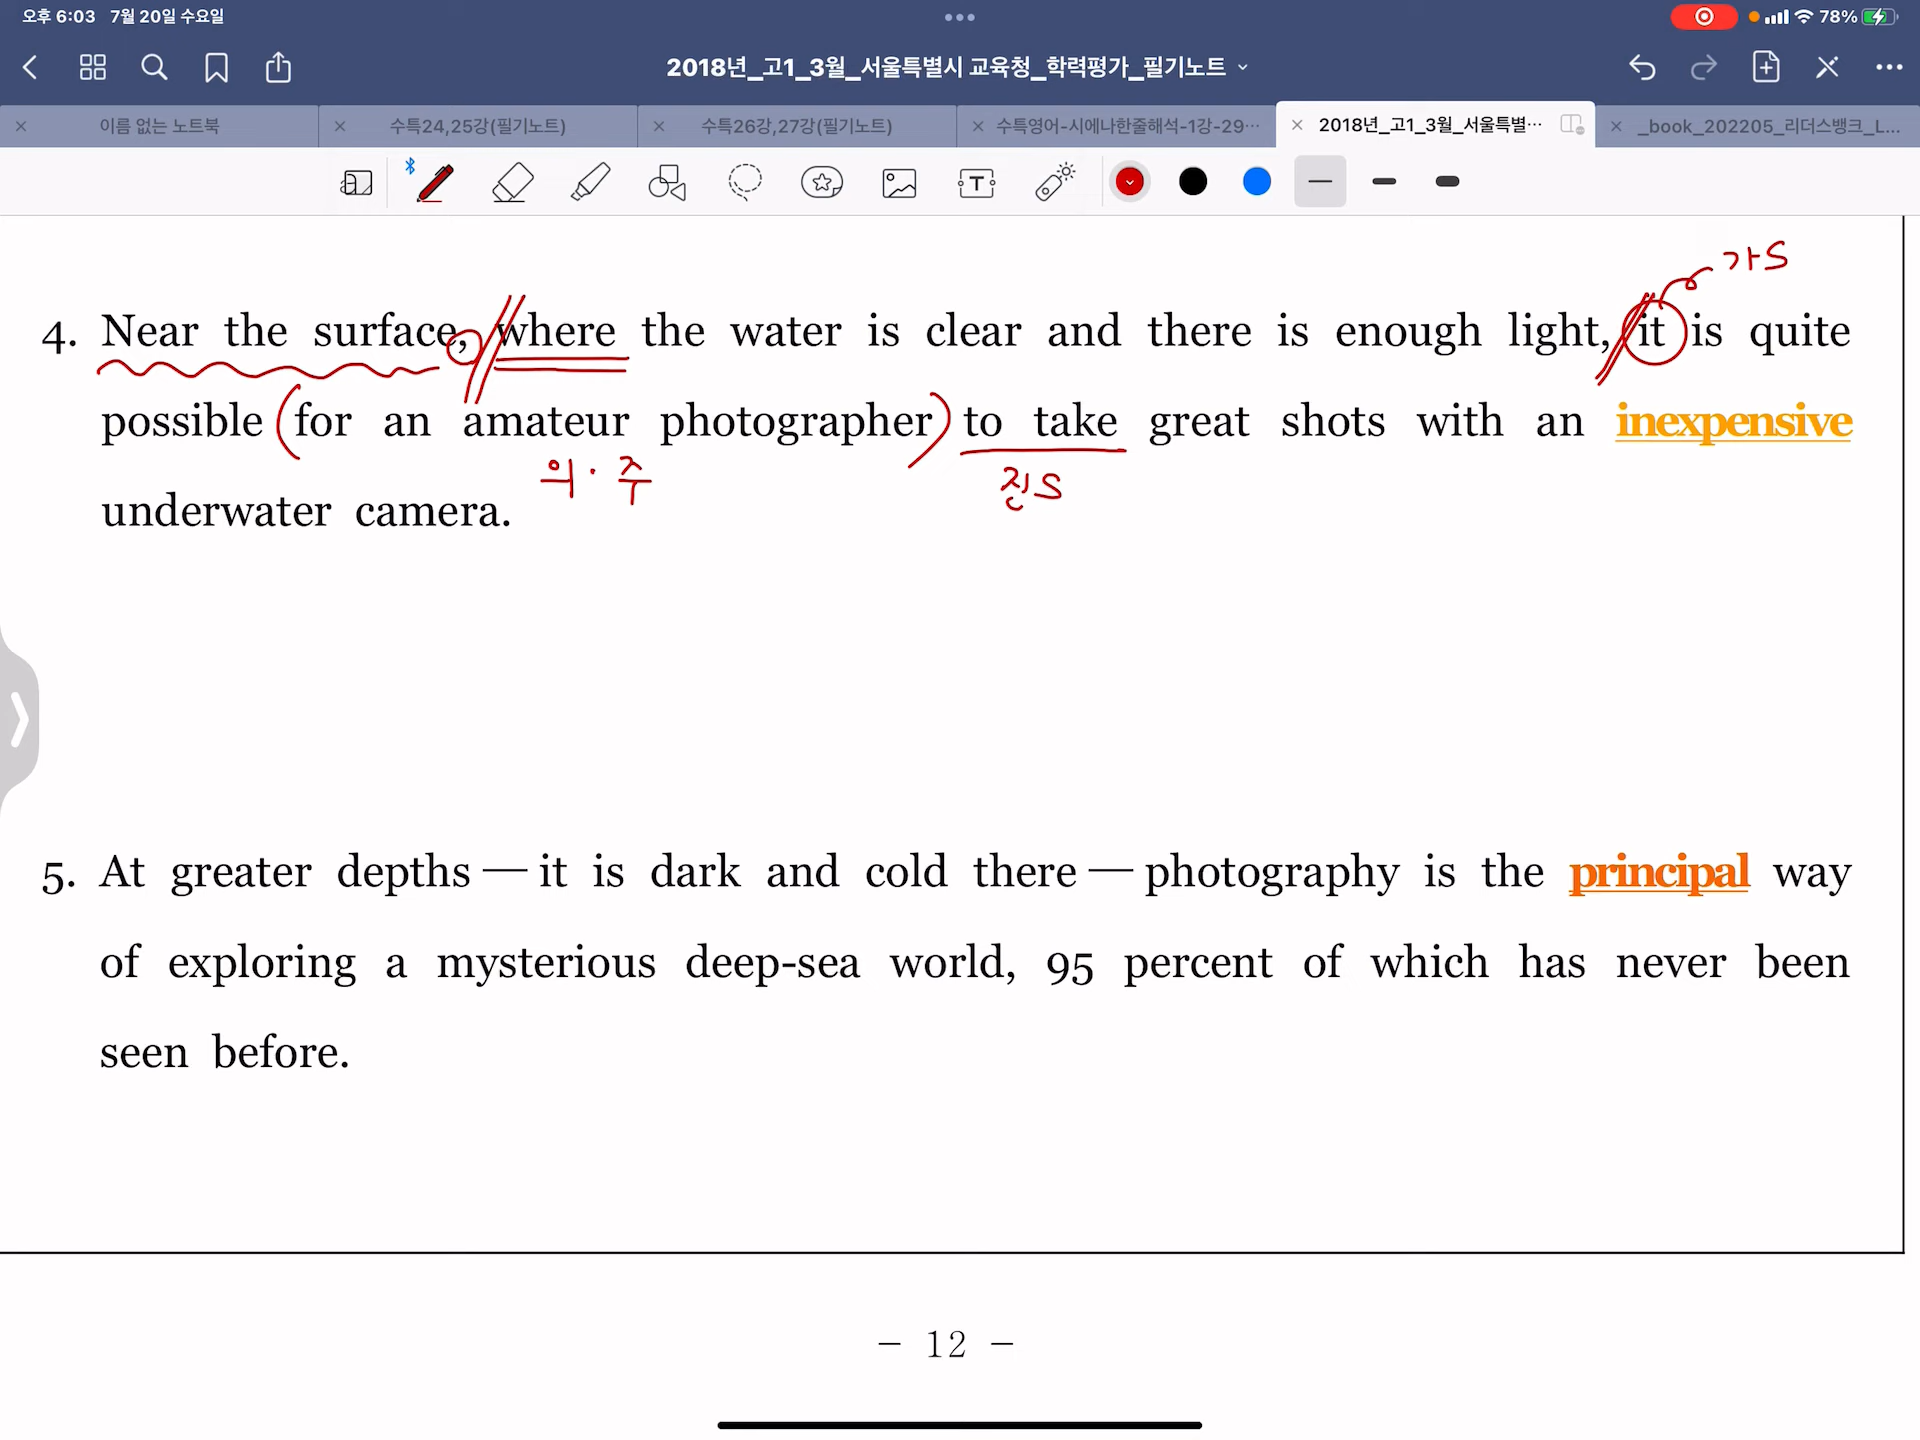 오후 6:03 7월 20일 수요일
78%
2018년_고1_3월_서울특별시 교육청_학력평가_필기노트
이름 없는 노트북
수특24,25강(필기노트)
수특26강,27강(필기노트)
수특영어-시에나한줄해석-1강-29…
2018년_고1_3월_서울특별…
_book_202205_리더스뱅크_L...
T
가S
4. Near the surface, where the water is clear and there is enough light, it is quite
possible for an amateur photographer to take great shots with an inexpensive
의·주 진S
underwater camera.
5. At greater depths — it is dark and cold there — photography is the principal way
of exploring a mysterious deep-sea world, 95 percent of which has never been
seen before.
- 12 -